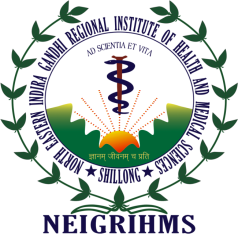 NORTH EASTERN INDIRA GANDHI REGIONAL INSTITUTE OF HEALTH AND MEDICAL SCIENCES
AD SCIENTIA ET VITA
ज्ञानम् जीवनम् च प्रति
★ SHILLONG ★
NEIGRIHMS